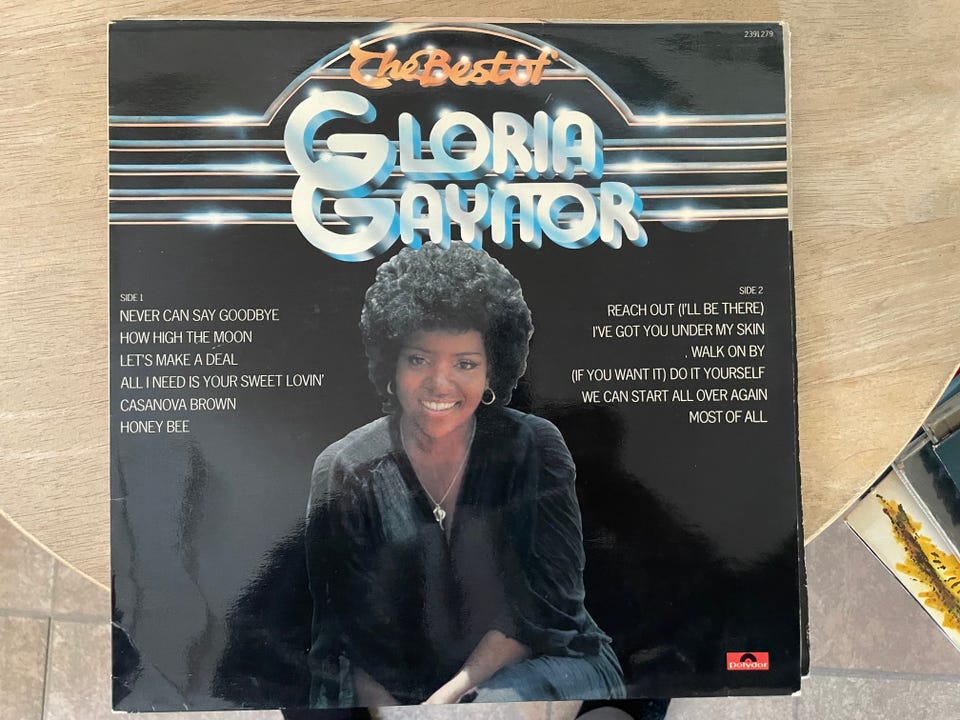 2391 279
The Best of
GLORIA
GAYNOR
SIDE 1
NEVER CAN SAY GOODBYE
HOW HIGH THE MOON
LET'S MAKE A DEAL
ALL I NEED IS YOUR SWEET LOVIN'
CASANOVA BROWN
HONEY BEE
SIDE 2
REACH OUT (I'LL BE THERE)
I'VE GOT YOU UNDER MY SKIN
WALK ON BY
(IF YOU WANT IT) DO IT YOURSELF
WE CAN START ALL OVER AGAIN
MOST OF ALL
Polydor